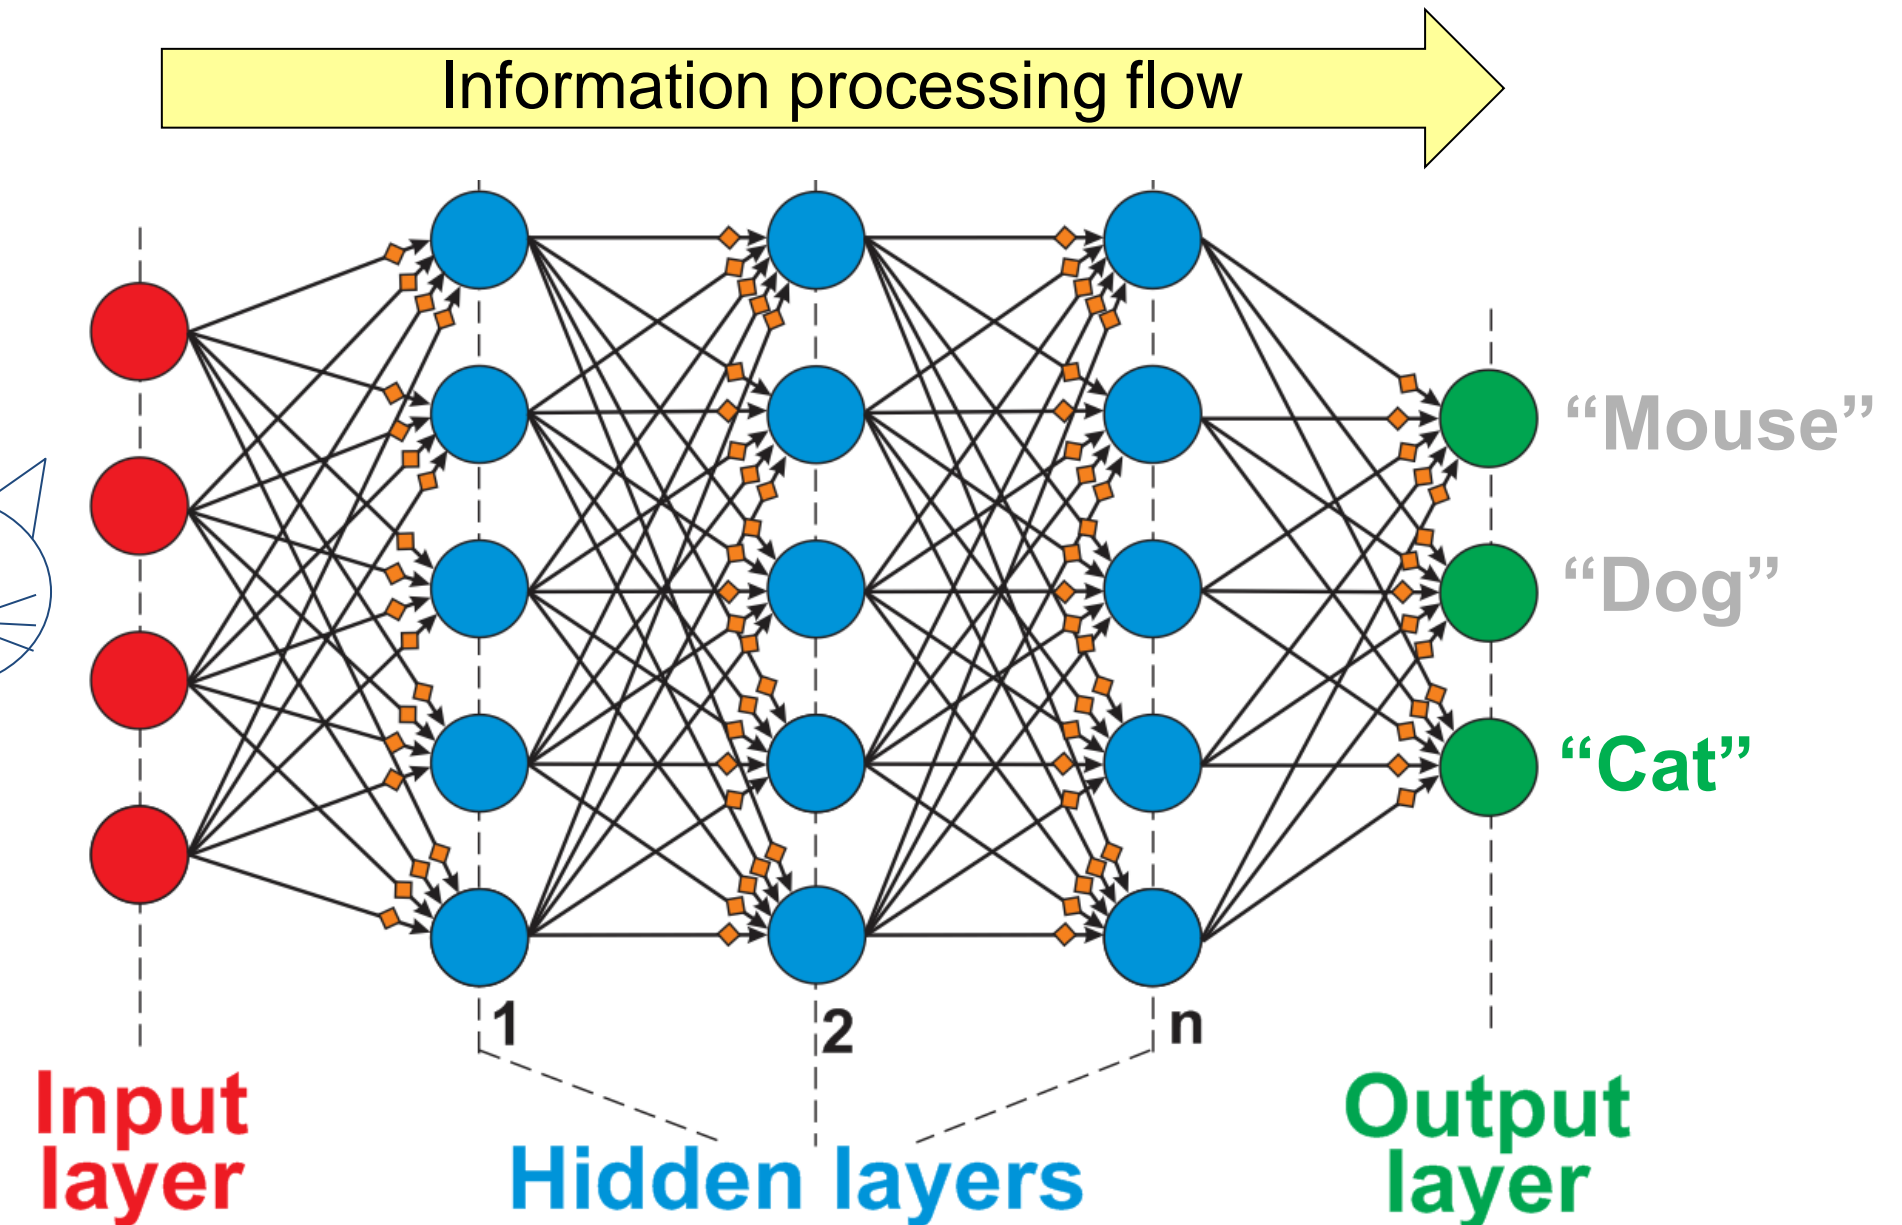 Information processing flow
“Mouse”
“Dog”
“Cat”
1
2
n
Input
layer
Hidden layers
Output
layer